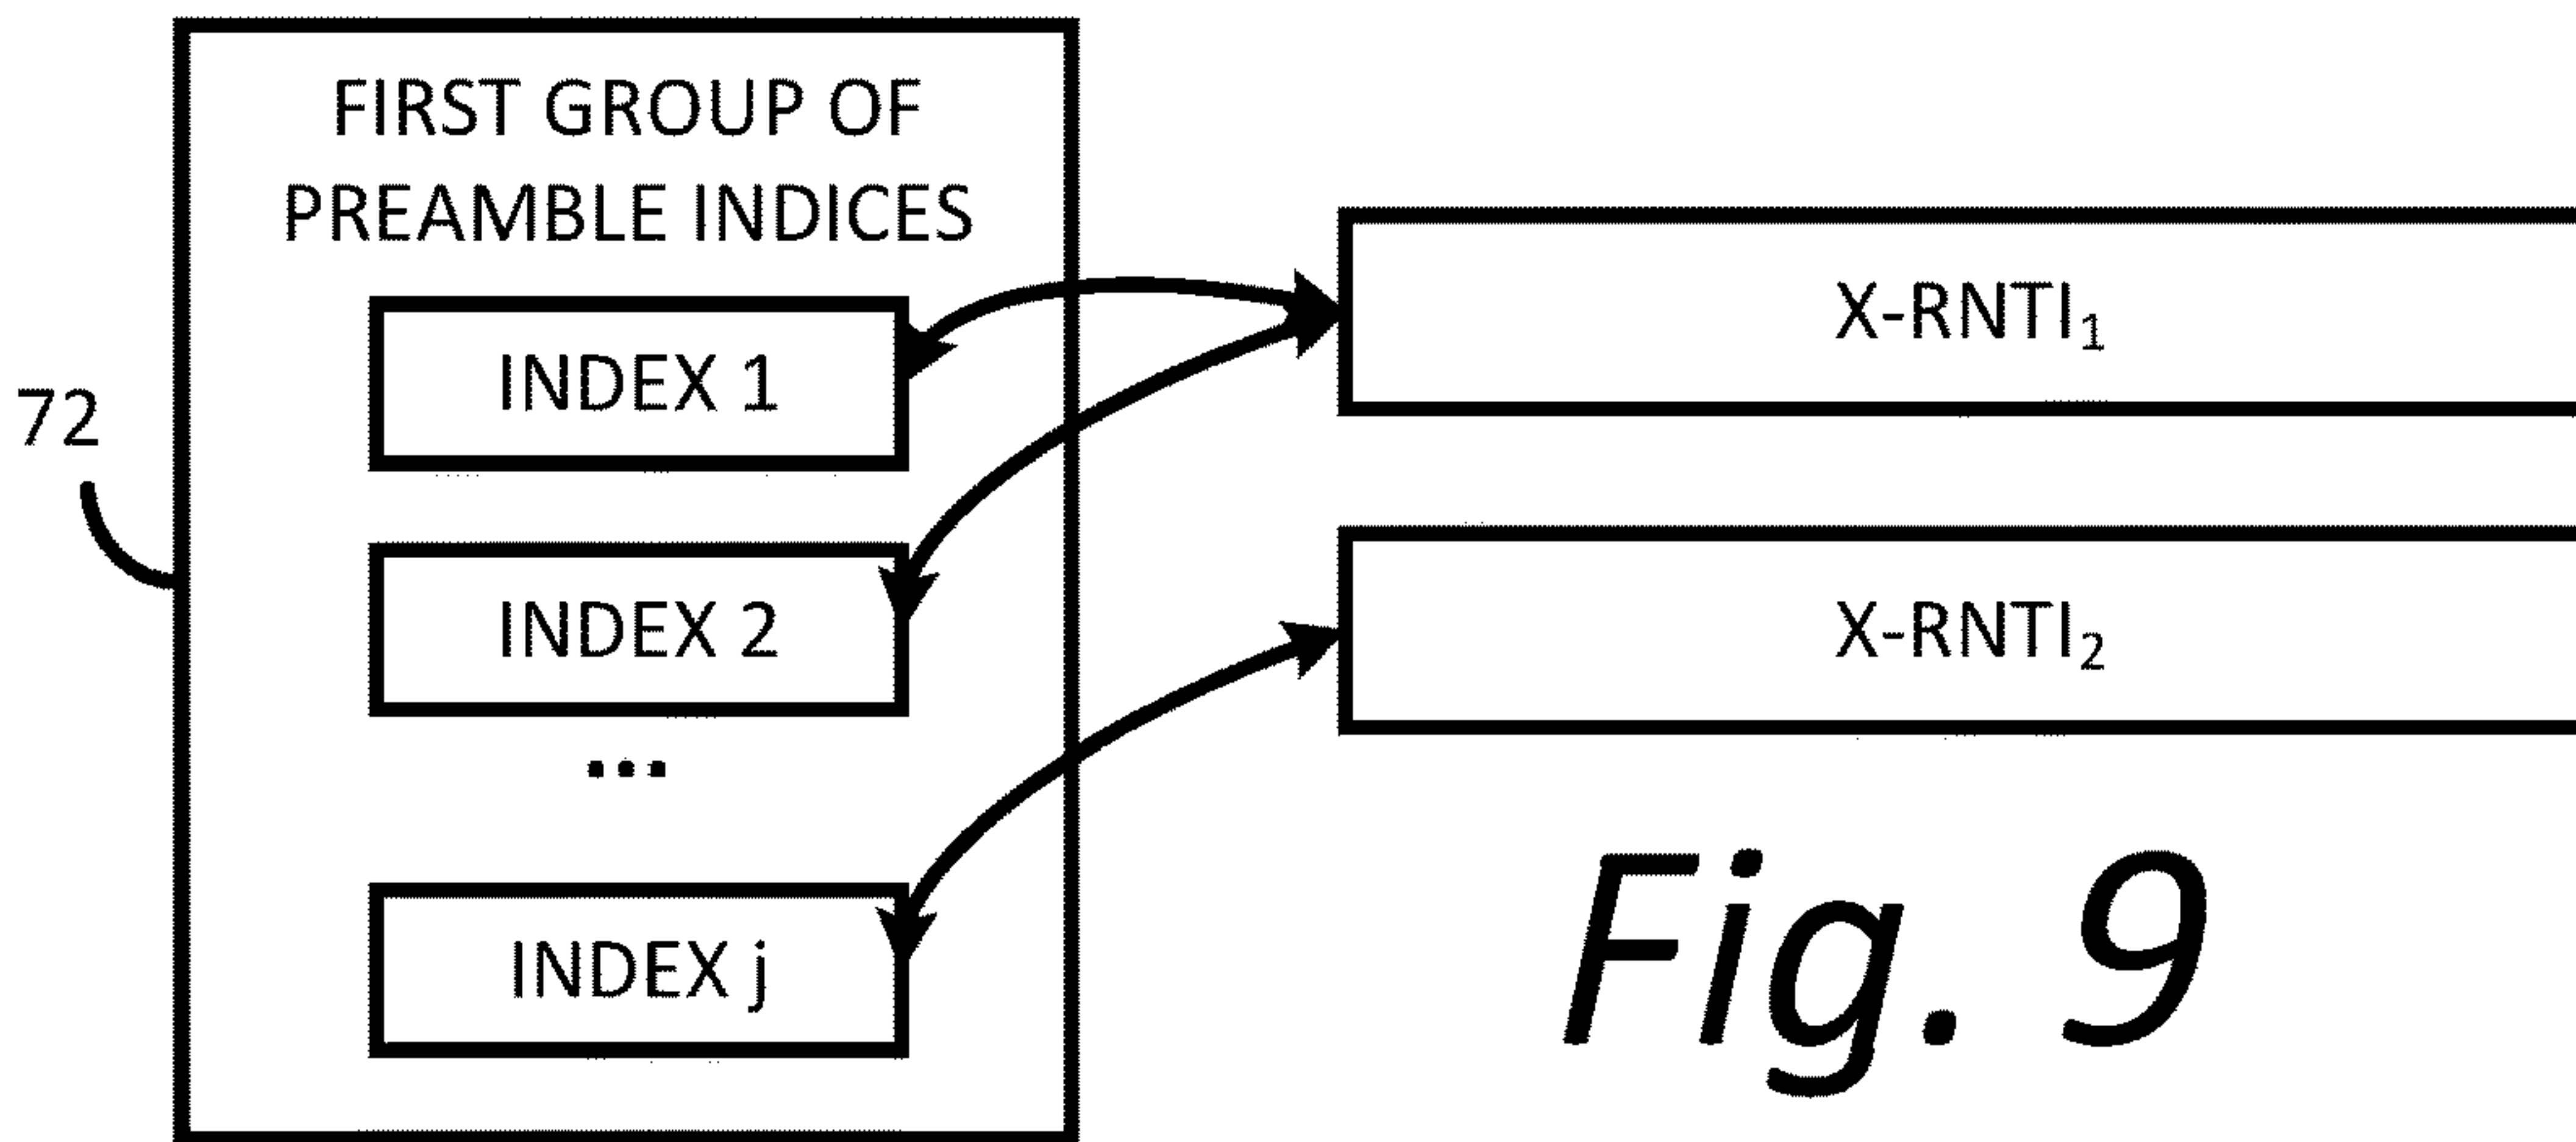 FIRST GROUP OF
PREAMBLE INDICES
72
INDEX 1
INDEX 2
...
INDEX j
X-RNTI₁
X-RNTI₂
Fig. 9